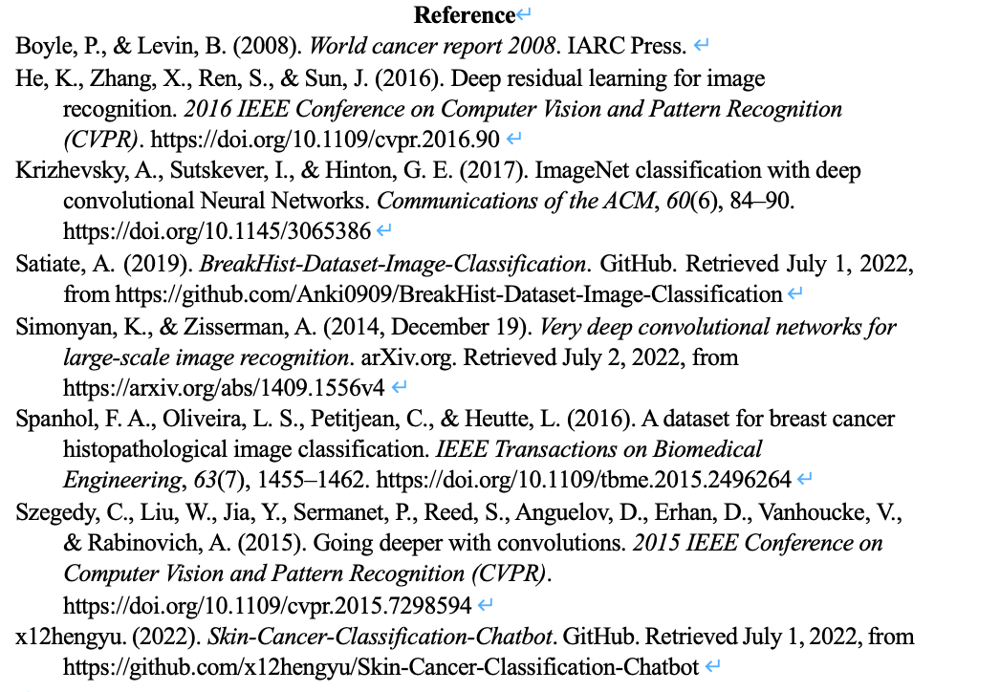 Reference
Boyle, P., & Levin, B. (2008). World cancer report 2008. IARC Press.
He, K., Zhang, X., Ren, S., & Sun, J. (2016). Deep residual learning for image
recognition. 2016 IEEE Conference on Computer Vision and Pattern Recognition
(CVPR). https://doi.org/10.1109/cvpr.2016.90
Krizhevsky, A., Sutskever, I., & Hinton, G. E. (2017). ImageNet classification with deep
convolutional Neural Networks. Communications of the ACM, 60(6), 84–90.
https://doi.org/10.1145/3065386
Satiate, A. (2019). BreakHist-Dataset-Image-Classification. GitHub. Retrieved July 1, 2022,
from https://github.com/Anki0909/BreakHist-Dataset-Image-Classification
Simonyan, K., & Zisserman, A. (2014, December 19). Very deep convolutional networks for
large-scale image recognition. arXiv.org. Retrieved July 2, 2022, from
https://arxiv.org/abs/1409.1556v4
Spanhol, F. A., Oliveira, L. S., Petitjean, C., & Heutte, L. (2016). A dataset for breast cancer
histopathological image classification. IEEE Transactions on Biomedical
Engineering, 63(7), 1455–1462. https://doi.org/10.1109/tbme.2015.2496264
Szegedy, C., Liu, W., Jia, Y., Sermanet, P., Reed, S., Anguelov, D., Erhan, D., Vanhoucke, V.,
& Rabinovich, A. (2015). Going deeper with convolutions. 2015 IEEE Conference on
Computer Vision and Pattern Recognition (CVPR).
https://doi.org/10.1109/cvpr.2015.7298594
x12hengyu. (2022). Skin-Cancer-Classification-Chatbot. GitHub. Retrieved July 1, 2022, from
https://github.com/x12hengyu/Skin-Cancer-Classification-Chatbot